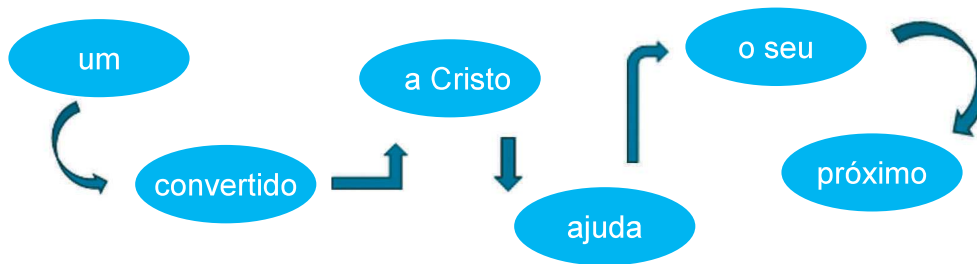 um
convertido
a Cristo
ajuda
o seu
próximo